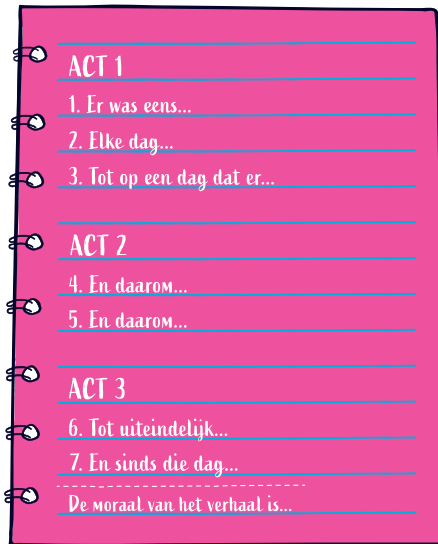 ACT 1
1. Er was eens...
2. Elke dag...
3. Tot op een dag dat er...
ACT 2
4. En daarom...
5. En daarom...
ACT 3
6. Tot uiteindelijk...
7. En sinds die dag...
De moraal van het verhaal is...